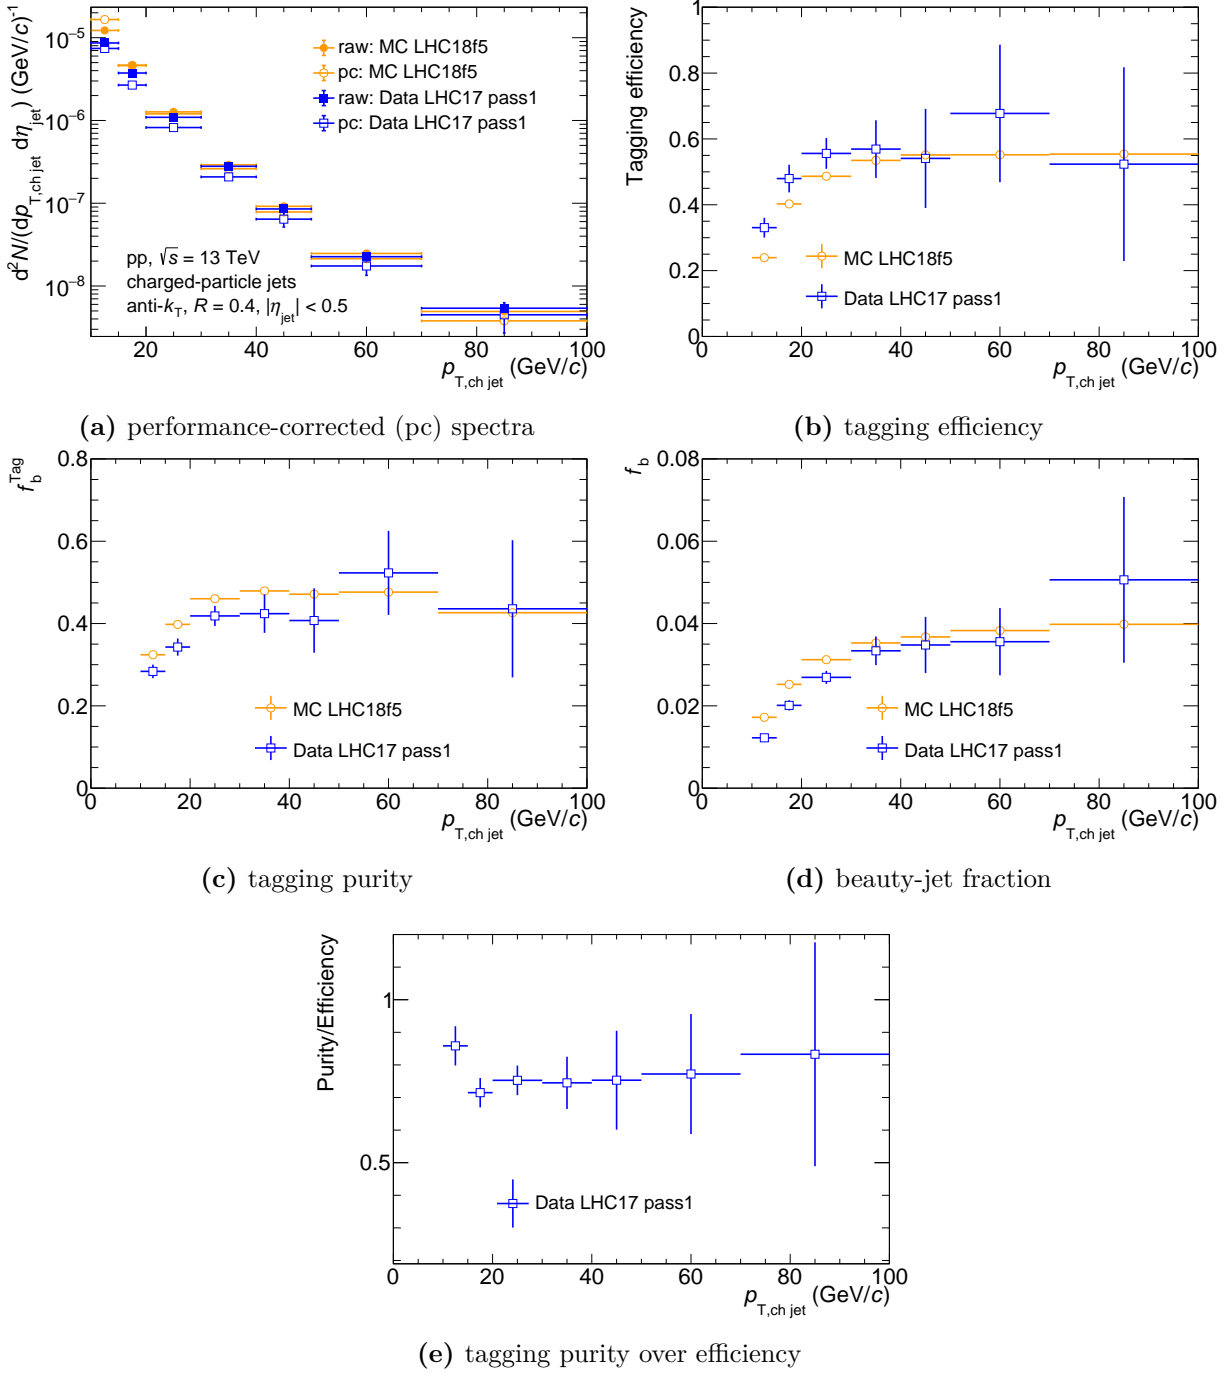 d²N/(dp_T,ch jet dη_jet) (GeV/c)⁻¹
10⁻⁵
10⁻⁶
10⁻⁷
10⁻⁸
raw: MC LHC18f5
pc: MC LHC18f5
raw: Data LHC17 pass1
pc: Data LHC17 pass1
pp, √s = 13 TeV
charged-particle jets
anti-k_T, R = 0.4, |η_jet| < 0.5
20 40 60 80 100
p_T,ch jet (GeV/c)
(a) performance-corrected (pc) spectra
Tagging efficiency
1
0.8
0.6
0.4
0.2
0
MC LHC18f5
Data LHC17 pass1
0 20 40 60 80 100
p_T,ch jet (GeV/c)
(b) tagging efficiency
f_b^Tag
0.8
0.6
0.4
0.2
0
MC LHC18f5
Data LHC17 pass1
0 20 40 60 80 100
p_T,ch jet (GeV/c)
(c) tagging purity
f_b
0.08
0.06
0.04
0.02
0
MC LHC18f5
Data LHC17 pass1
0 20 40 60 80 100
p_T,ch jet (GeV/c)
(d) beauty-jet fraction
Purity/Efficiency
1
0.5
Data LHC17 pass1
0 20 40 60 80 100
p_T,ch jet (GeV/c)
(e) tagging purity over efficiency